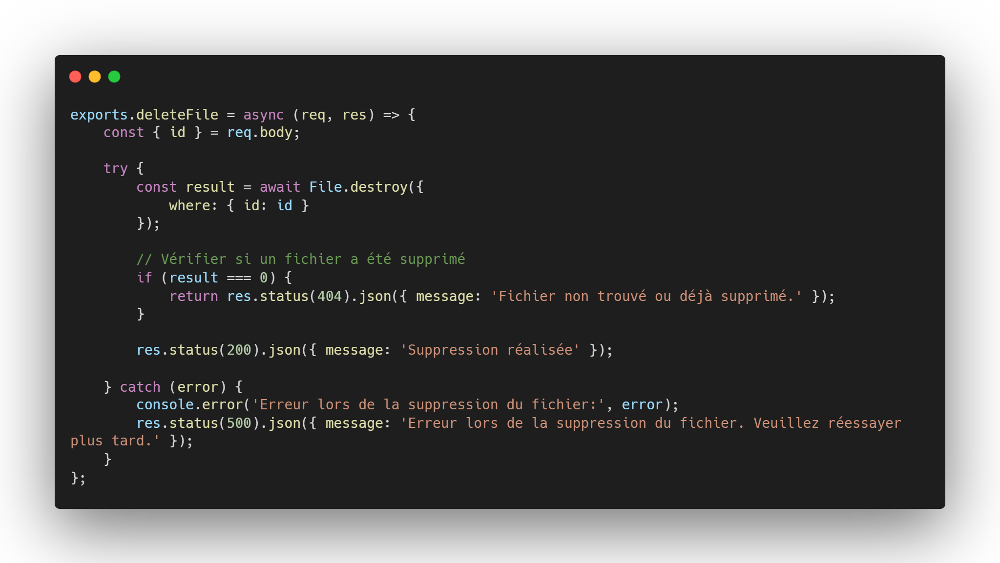 exports.deleteFile = async (req, res) => {
    const { id } = req.body;

    try {
        const result = await File.destroy({
            where: { id: id }
        });

        // Vérifier si un fichier a été supprimé
        if (result === 0) {
            return res.status(404).json({ message: 'Fichier non trouvé ou déjà supprimé.' });
        }

        res.status(200).json({ message: 'Suppression réalisée' });

    } catch (error) {
        console.error('Erreur lors de la suppression du fichier:', error);
        res.status(500).json({ message: 'Erreur lors de la suppression du fichier. Veuillez réessayer
plus tard.' });
    }
};